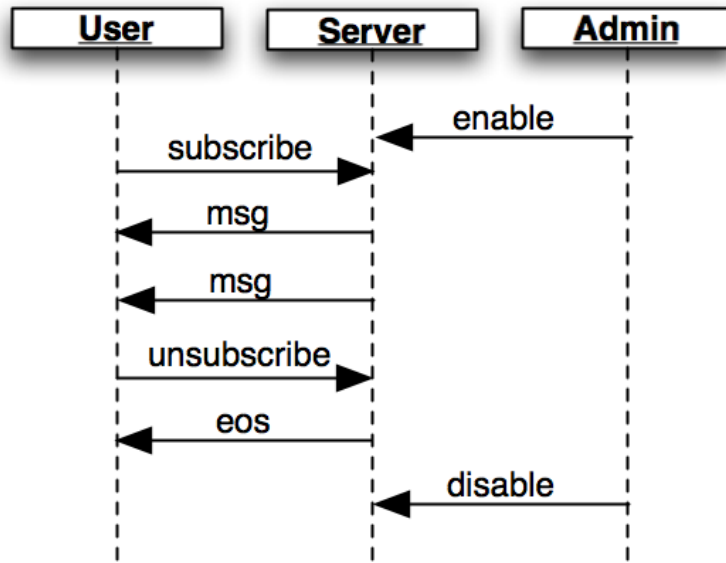 User
Server
Admin
enable
subscribe
msg
msg
unsubscribe
eos
disable